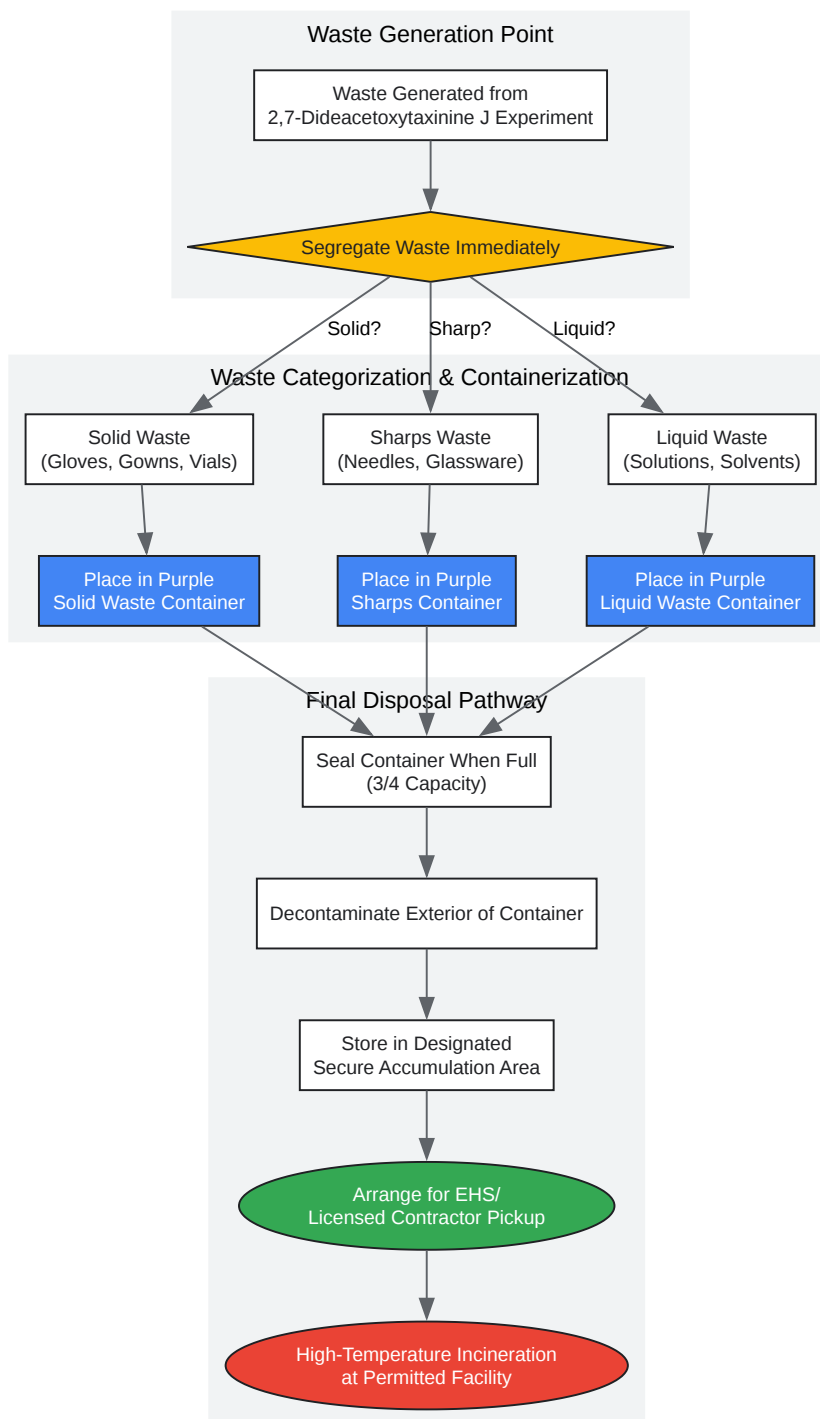 Waste Generation Point
Waste Generated from
2,7-Dideacetoxytaxinine J Experiment
Segregate Waste Immediately
Solid?
Sharp?
Liquid?
Waste Categorization & Containerization
Solid Waste
(Gloves, Gowns, Vials)
Sharps Waste
(Needles, Glassware)
Liquid Waste
(Solutions, Solvents)
Place in Purple
Solid Waste Container
Place in Purple
Sharps Container
Place in Purple
Liquid Waste Container
Final Disposal Pathway
Seal Container When Full
(3/4 Capacity)
Decontaminate Exterior of Container
Store in Designated
Secure Accumulation Area
Arrange for EHS/
Licensed Contractor Pickup
High-Temperature Incineration
at Permitted Facility